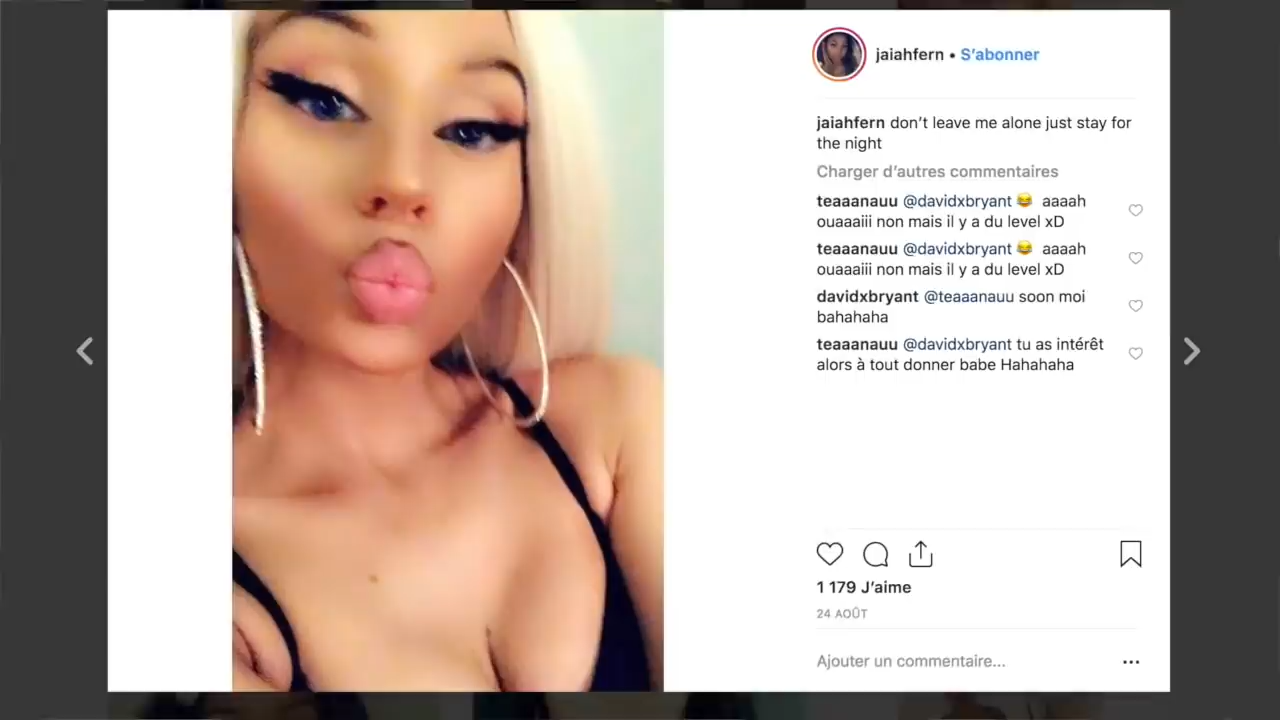 jaiahfern • S'abonner
jaiahfern don't leave me alone just stay for
the night
Charger d'autres commentaires
teaaanauu @davidxbryant 😂 aaaah
ouaaaiii non mais il y a du level xD
teaaanauu @davidxbryant 😂 aaaah
ouaaaiii non mais il y a du level xD
davidxbryant @teaaanauu soon moi
bahahaha
teaaanauu @davidxbryant tu as intérêt
alors à tout donner babe Hahahaha
1 179 J'aime
24 AOÛT
Ajouter un commentaire...